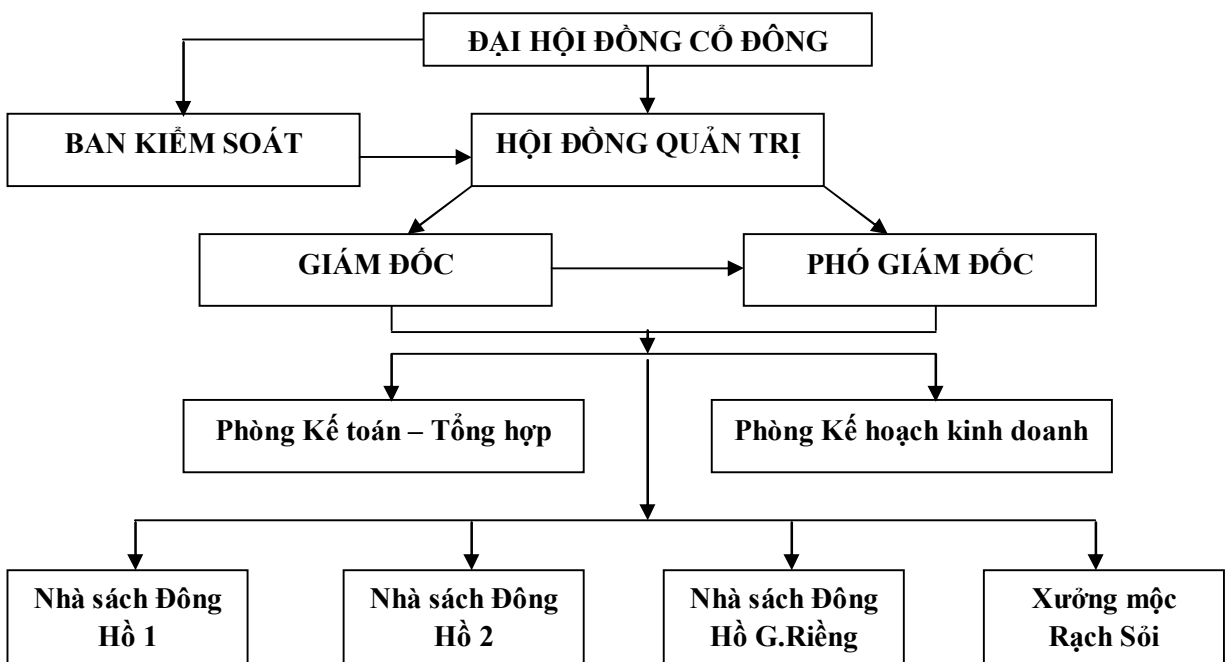 ĐẠI HỘI ĐỒNG CỔ ĐÔNG
BAN KIỂM SOÁT
HỘI ĐỒNG QUẢN TRỊ
GIÁM ĐỐC
PHÓ GIÁM ĐỐC
Phòng Kế toán – Tổng hợp
Phòng Kế hoạch kinh doanh
Nhà sách Đông
Hồ 1
Nhà sách Đông
Hồ 2
Nhà sách Đông
Hồ G.Riềng
Xưởng mộc
Rạch Sỏi